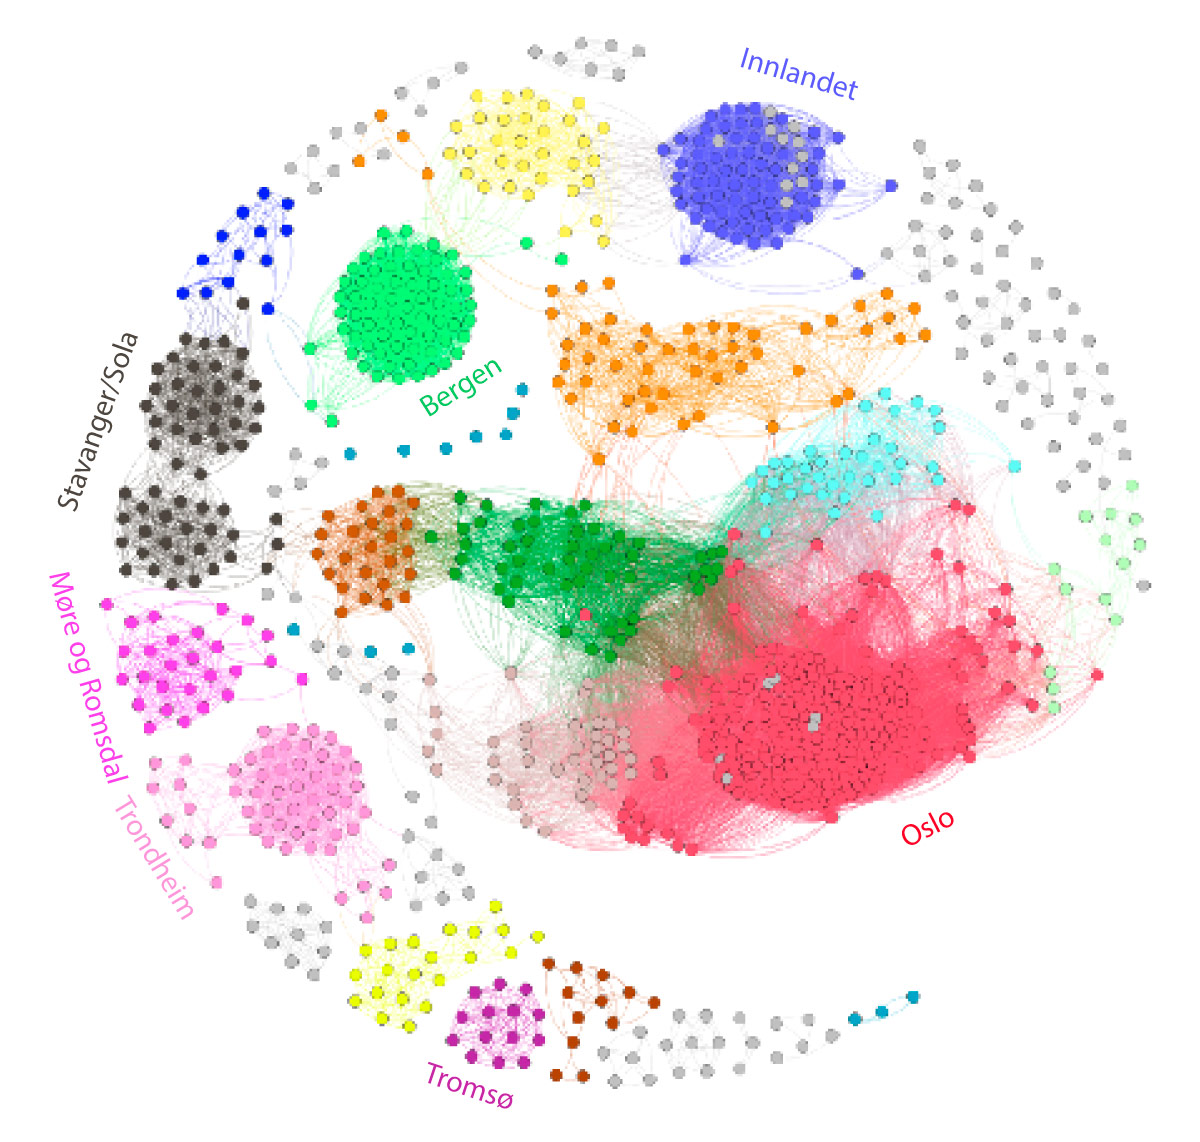 Innlandet
Stavanger/Sola
Bergen
Møre og Romsdal
Trondheim
Oslo
Tromsø